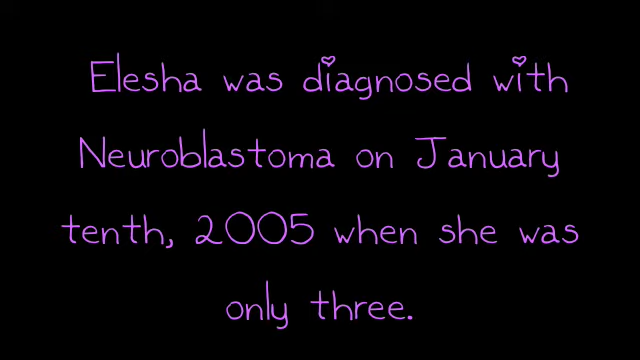 Elesha was diagnosed with
Neuroblastoma on January
tenth, 2005 when she was
only three.